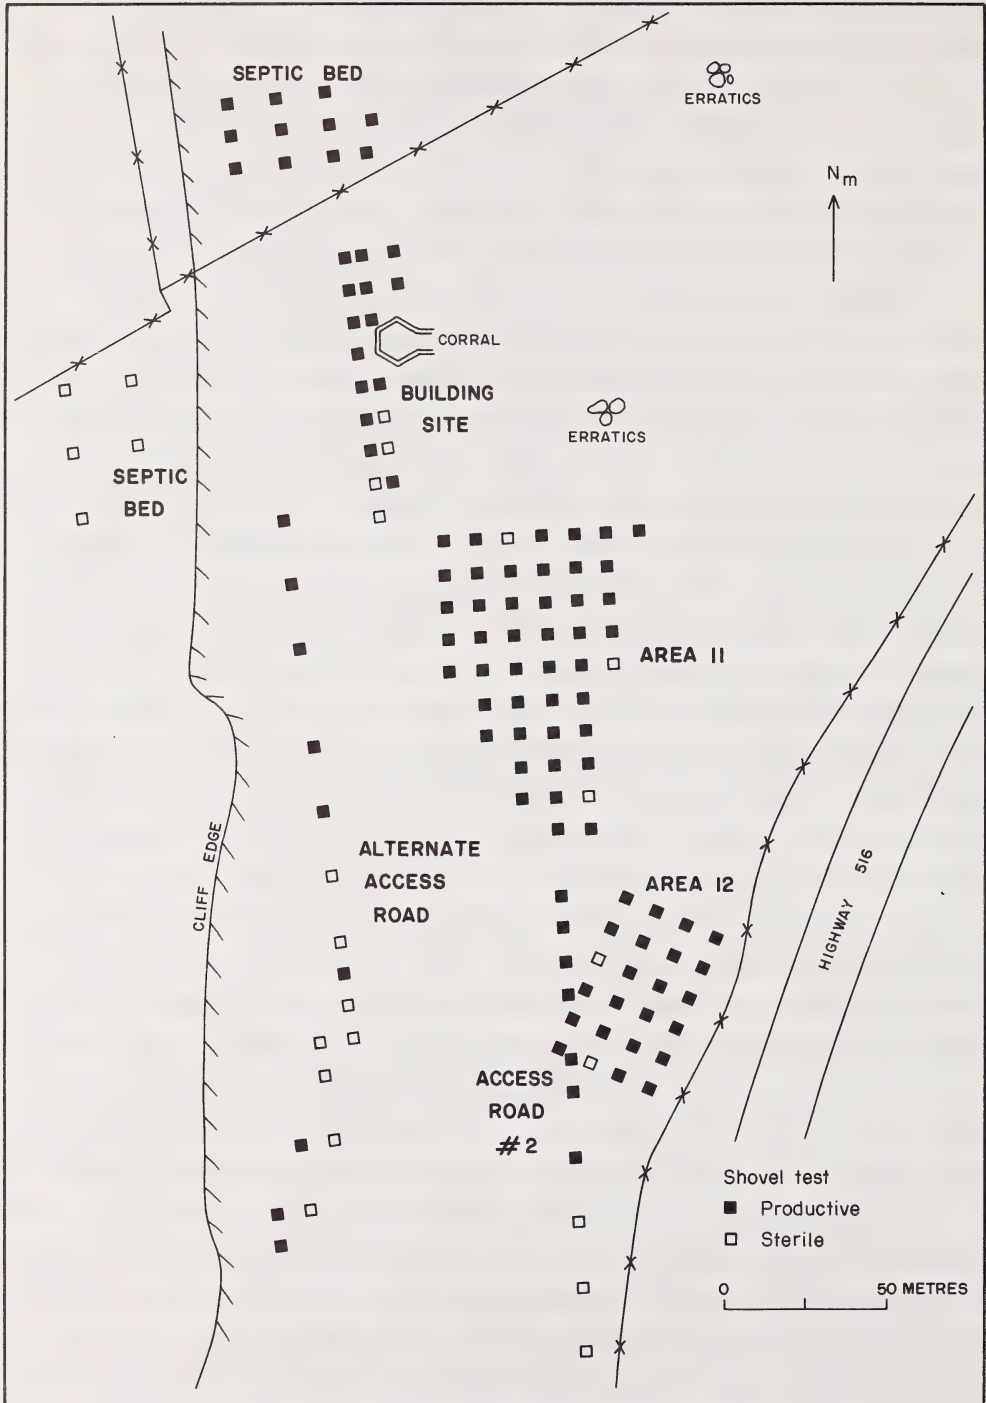 SEPTIC BED
ERRATICS
Nm
CORRAL
BUILDING
SITE
ERRATICS
SEPTIC
BED
AREA 11
ALTERNATE
ACCESS
ROAD
CLIFF EDGE
AREA 12
HIGHWAY 516
ACCESS
ROAD
#2
Shovel test
Productive
Sterile
0 50 METRES